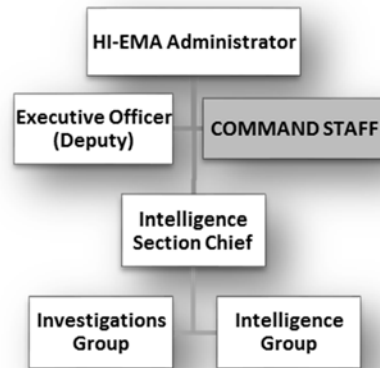 HI-EMA Administrator
Executive Officer
(Deputy)
COMMAND STAFF
Intelligence
Section Chief
Investigations
Group
Intelligence
Group